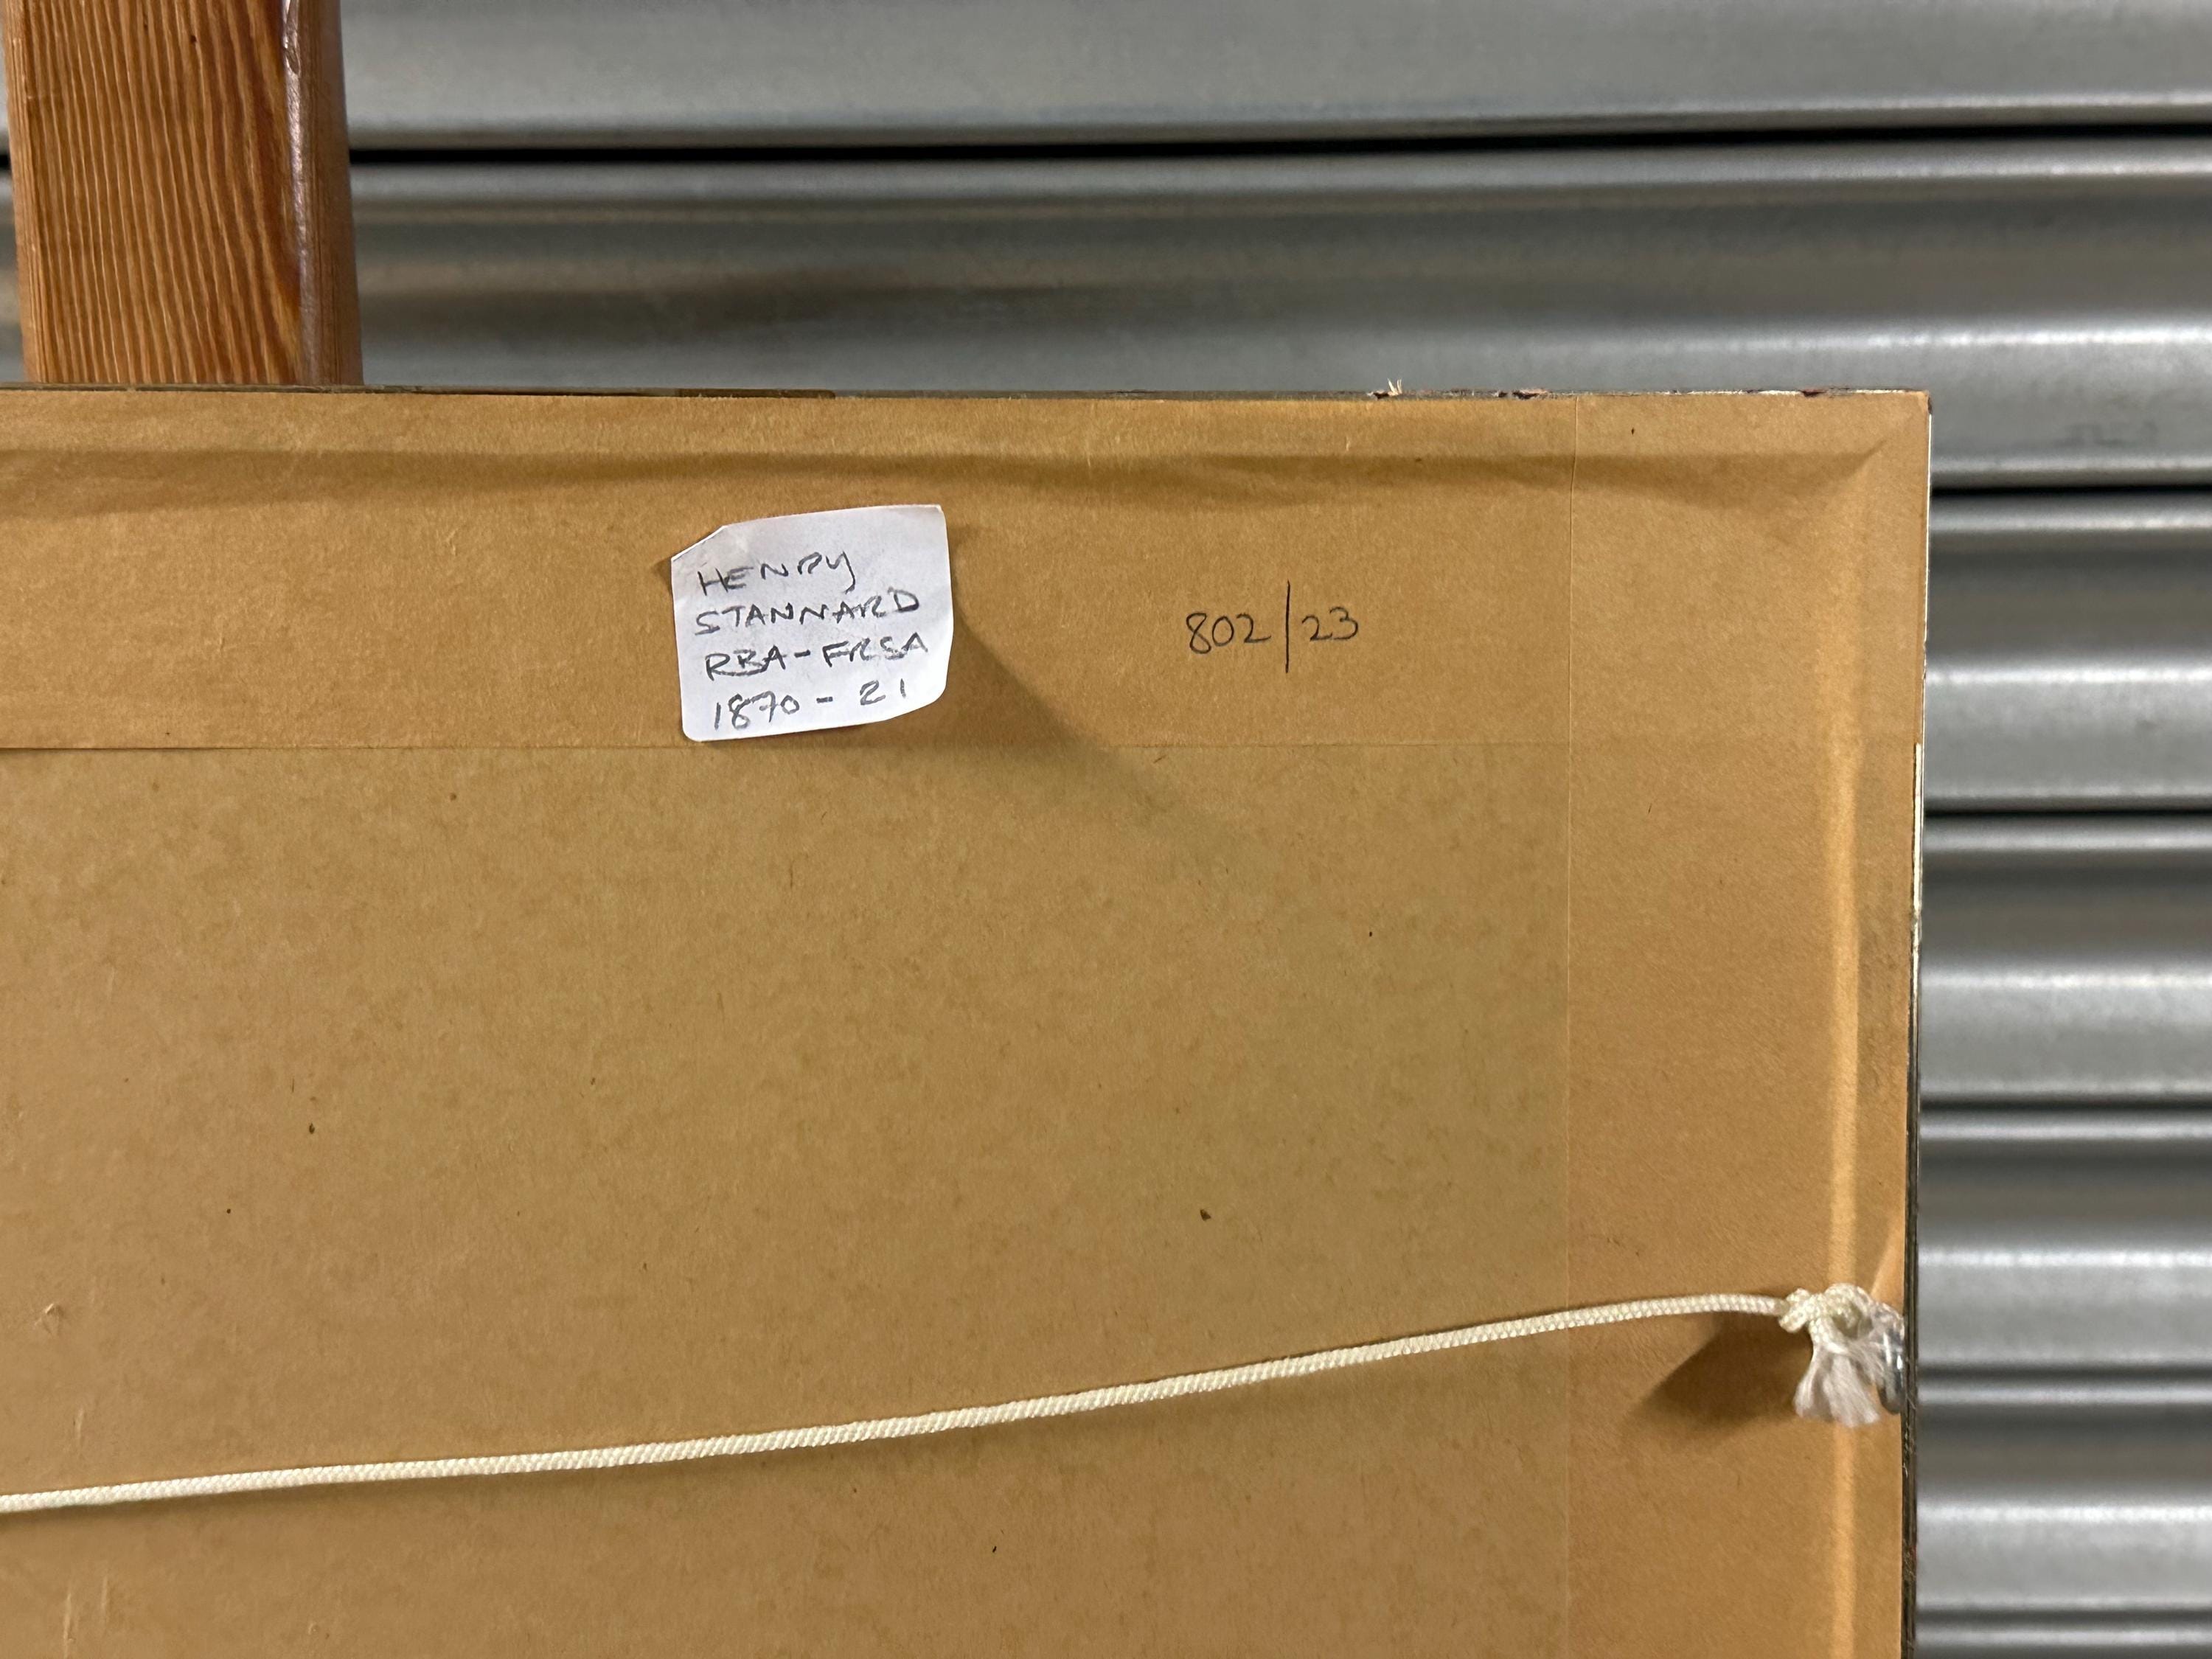 HENRY
STANNARD
RBA-FRSA
1870-21
802/23